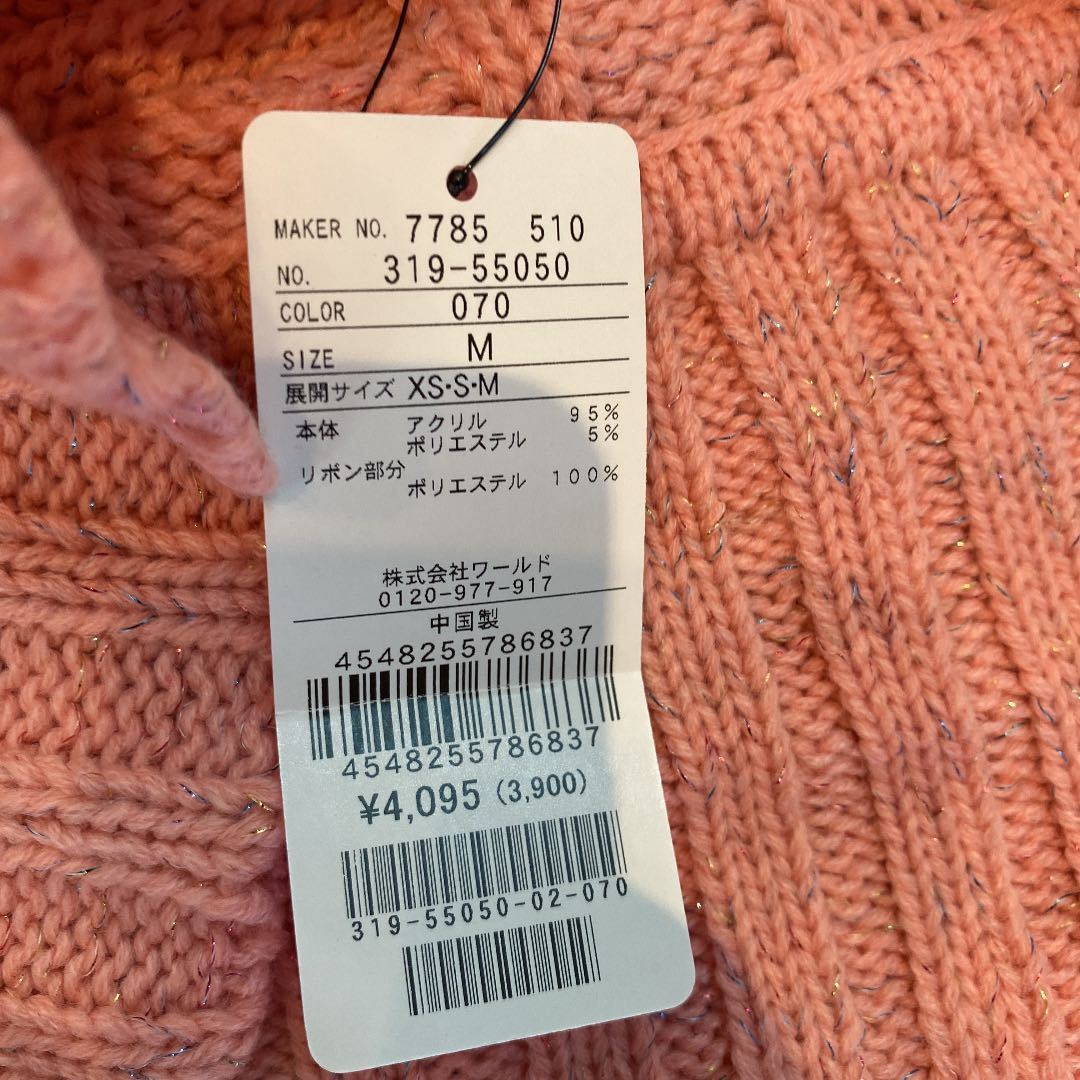 MAKER NO. 7785 510
NO. 319-55050
COLOR 070
SIZE M
展開サイズ XS・S・M
本体 アクリル 95%
ポリエステル 5%
リボン部分
ポリエステル 100%
株式会社ワールド
0120-977-917
中国製
4548255786837
4548255786837
¥4,095 (3,900)
319-55050-02-070